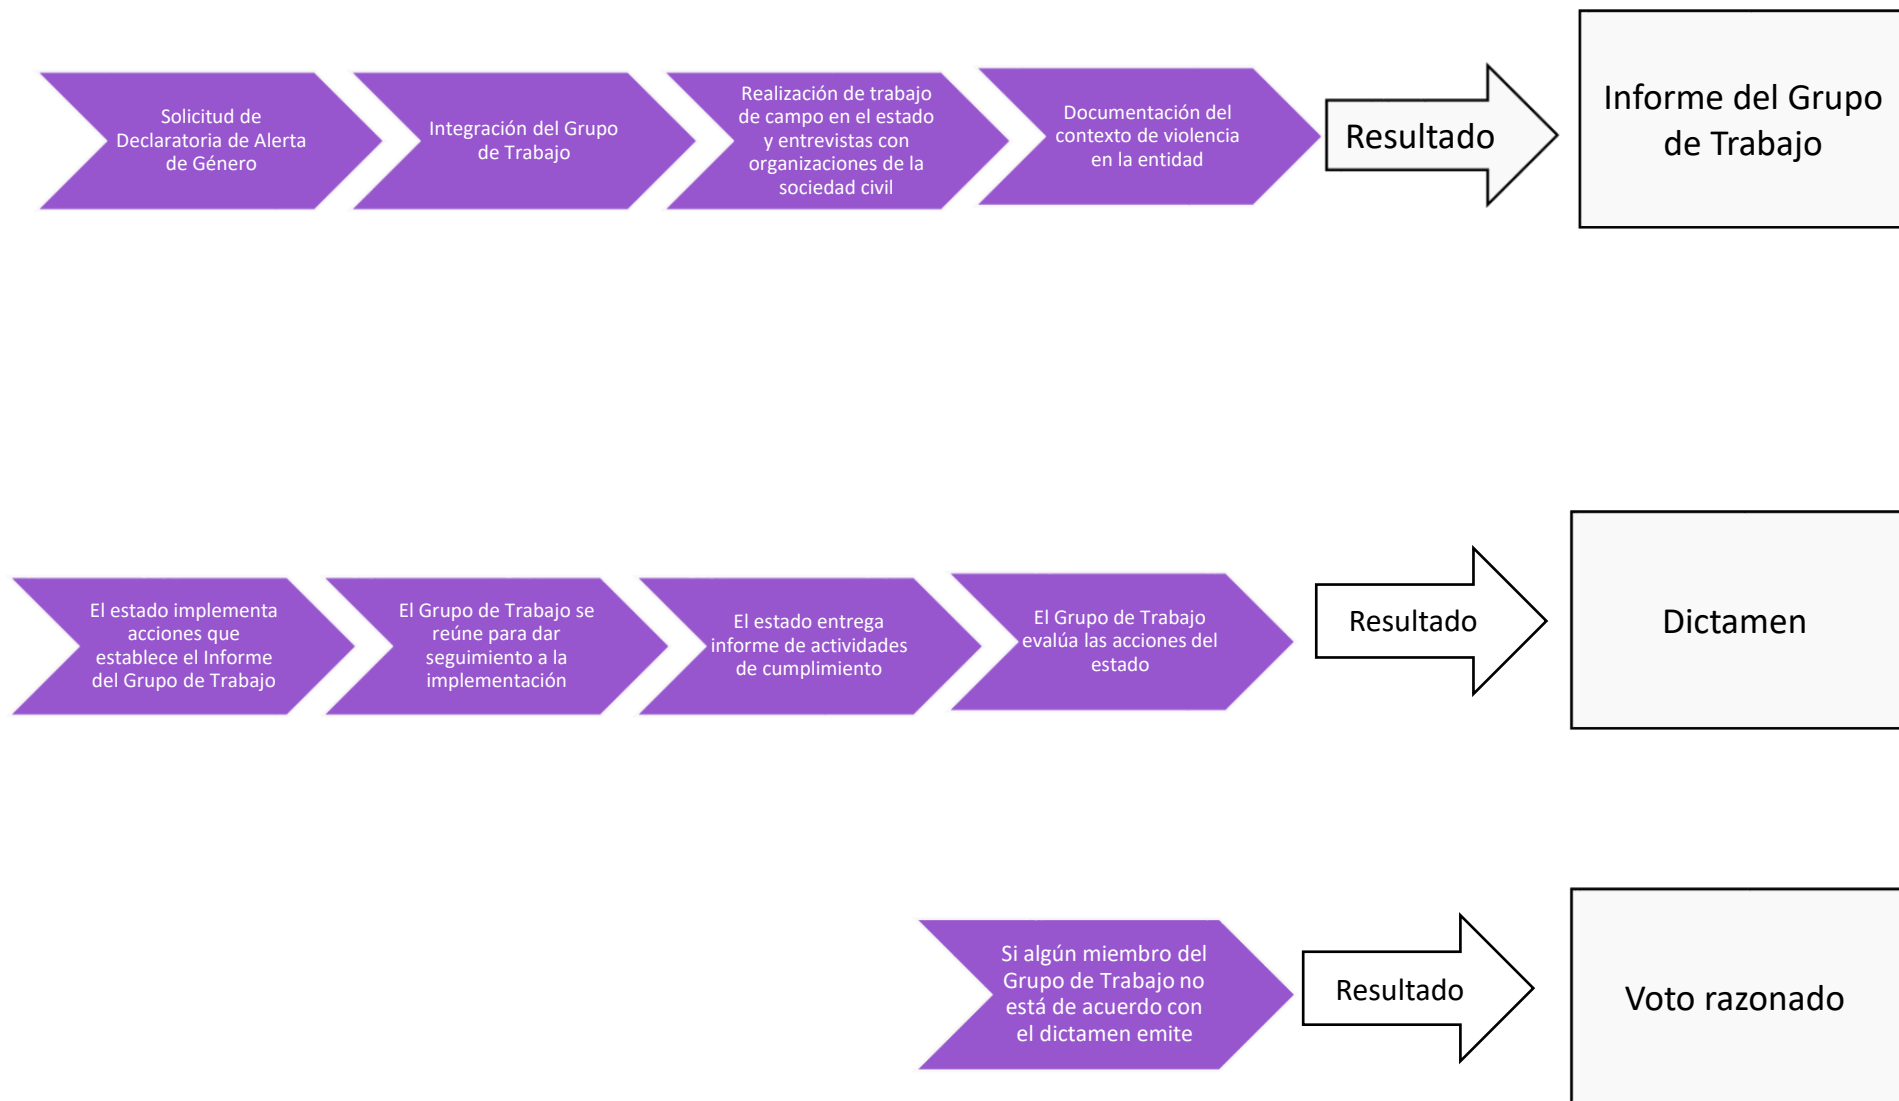 Solicitud de
Declaratoria de Alerta
de Género
Integración del Grupo
de Trabajo
Realización de trabajo
de campo en el estado
y entrevistas con
organizaciones de la
sociedad civil
Documentación del
contexto de violencia
en la entidad
Resultado
Informe del Grupo
de Trabajo
El estado implementa
acciones que
establece el Informe
del Grupo de Trabajo
El Grupo de Trabajo se
reúne para dar
seguimiento a la
implementación
El estado entrega
informe de actividades
de cumplimiento
El Grupo de Trabajo
evalúa las acciones del
estado
Resultado
Dictamen
Si algún miembro del
Grupo de Trabajo no
está de acuerdo con
el dictamen emite
Resultado
Voto razonado